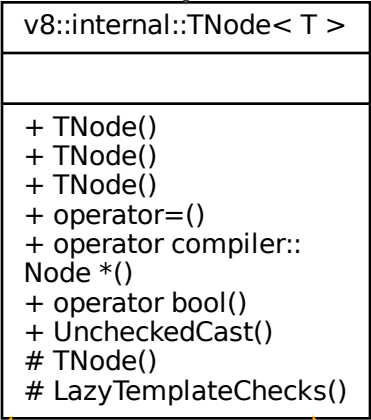 v8::internal::TNode< T >
+ TNode()
+ TNode()
+ TNode()
+ operator=()
+ operator compiler::
Node *()
+ operator bool()
+ UncheckedCast()
# TNode()
# LazyTemplateChecks()